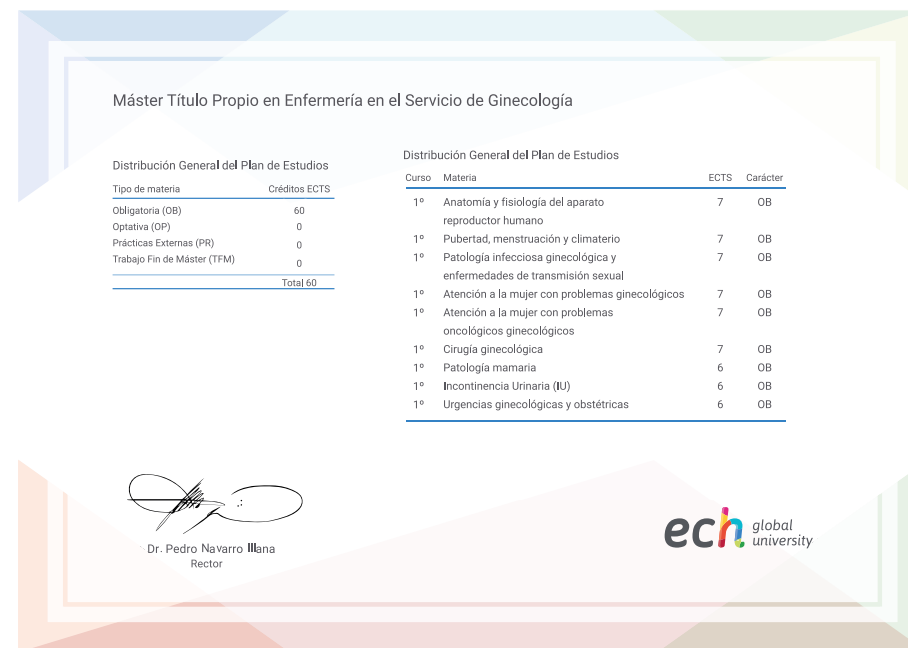 Máster Título Propio en Enfermería en el Servicio de Ginecología
Distribución General del Plan de Estudios
Tipo de materia Créditos ECTS
Obligatoria (OB) 60
Optativa (OP) 0
Prácticas Externas (PR) 0
Trabajo Fin de Máster (TFM) 0
Total 60
Distribución General del Plan de Estudios
Curso Materia ECTS Carácter
1º Anatomía y fisiología del aparato 7 OB
reproductor humano
1º Pubertad, menstruación y climaterio 7 OB
1º Patología infecciosa ginecológica y 7 OB
enfermedades de transmisión sexual
1º Atención a la mujer con problemas ginecológicos 7 OB
1º Atención a la mujer con problemas 7 OB
oncológicos ginecológicos
1º Cirugía ginecológica 7 OB
1º Patología mamaria 6 OB
1º Incontinencia Urinaria (IU) 6 OB
1º Urgencias ginecológicas y obstétricas 6 OB
Dr. Pedro Navarro Illana
Rector
ech global
university